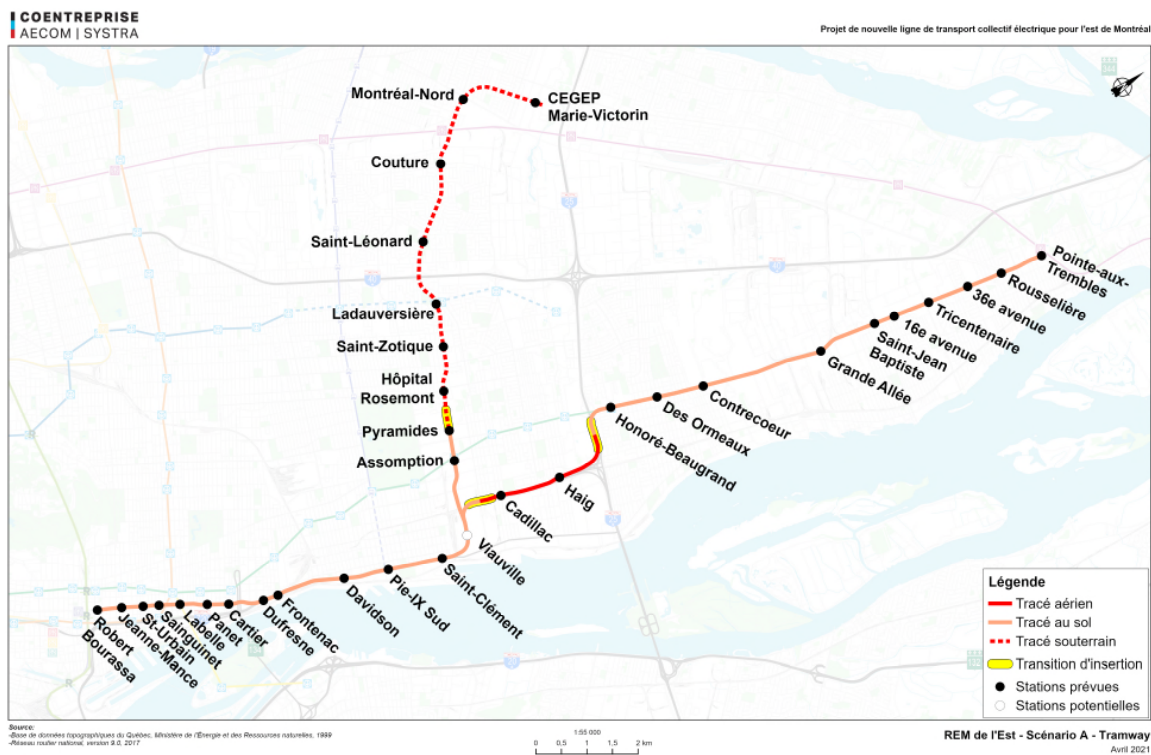 COENTREPRISE
AECOM | SYSTRA
Projet de nouvelle ligne de transport collectif électrique pour l'est de Montréal
Montréal-Nord
CEGEP
Marie-Victorin
Couture
Saint-Léonard
Ladauversière
Saint-Zotique
Hôpital
Rosemont
Pyramides
Assomption
Pointe-aux-
Trembles
Rousselière
36e avenue
Tricentenaire
16e avenue
Saint-Jean
Baptiste
Grande Allée
Contrecoeur
Des Ormeaux
Honoré-Beaugrand
Haig
Cadillac
Viauville
Saint-Clément
Pie-IX Sud
Davidson
Frontenac
Dufresne
Cartier
Panet
Labelle
Sainguinet
St-Urbain
Jeanne-Mance
Robert
Bourassa
Légende
Tracé aérien
Tracé au sol
Tracé souterrain
Transition d'insertion
Stations prévues
Stations potentielles
Source:
-Base de données topographiques du Québec, Ministère de l'Énergie et des Ressources naturelles, 1999
-Réseau routier national, version 9.0, 2017
1:55 000
0 0,5 1 1,5 2 km
REM de l'Est - Scénario A - Tramway
Avril 2021